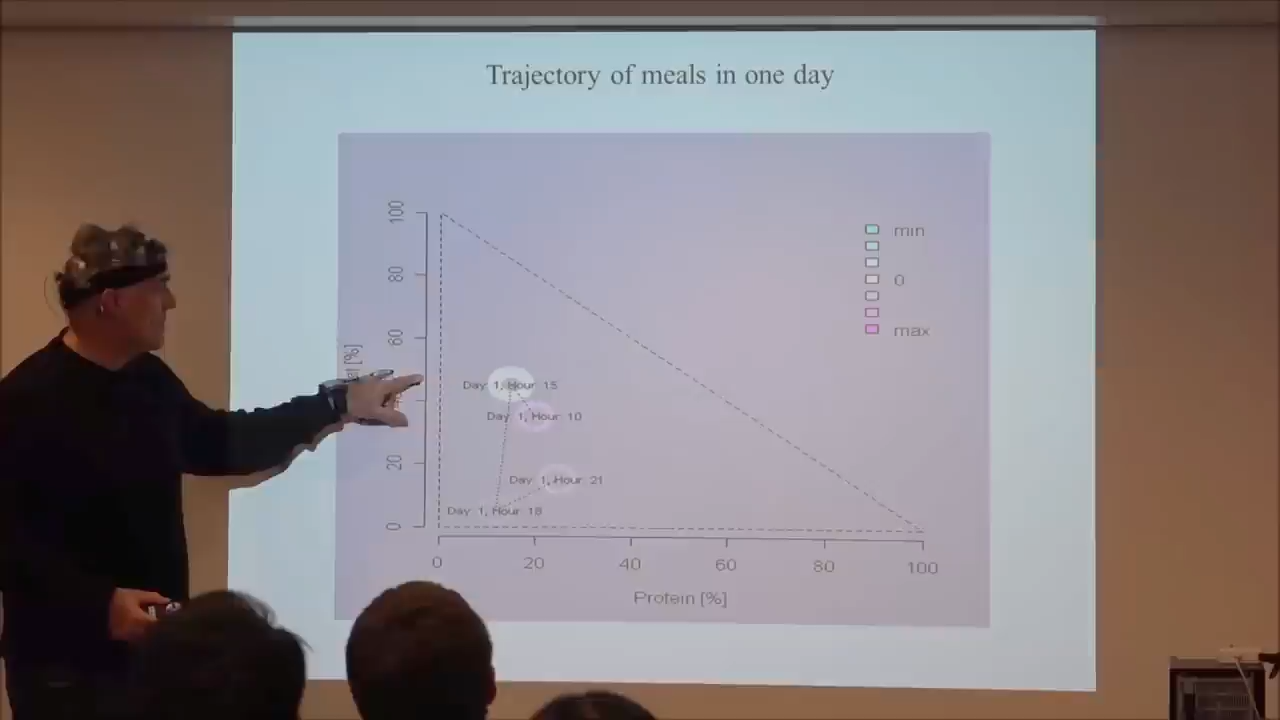 Trajectory of meals in one day
100
80
60
20
0
[%]
min
0
max
Day: 1, Hour: 15
Day: 1, Hour: 10
Day: 1, Hour: 21
Day: 1, Hour: 18
0 20 40 60 80 100
Protein [%]